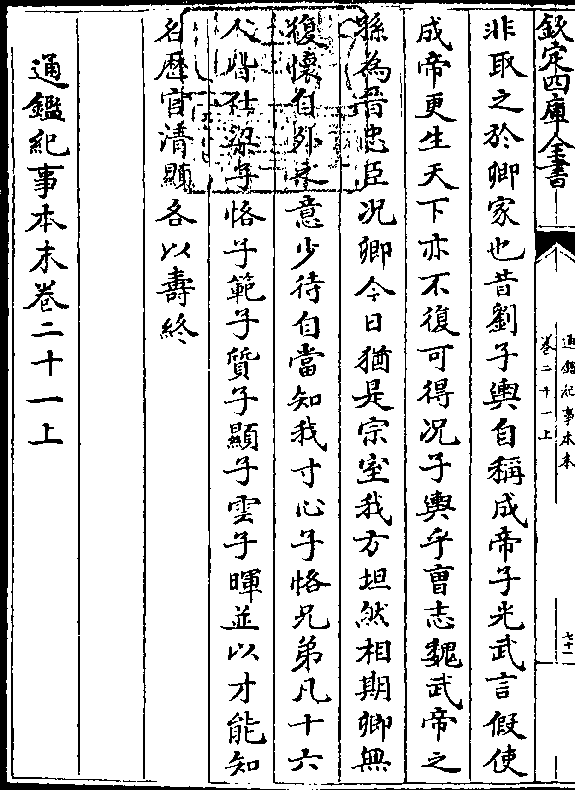 欽定四庫全書
通鑑紀事本末
卷二十一上
七十一
非取之於卿家也昔劉子輿自稱成帝子光武言假使
成帝更生天下亦不復可得况子輿乎曹志魏武帝之
孫為晉忠臣况卿今日猶是宗室我方坦然相期卿無
復懷自外之意少待自當知我寸心子恪兄弟凡十六
人皆仕梁子恪子範子質子顯子雲子暉並以才能知
名歷官清顯各以壽終
通鑑紀事本末卷二十一上